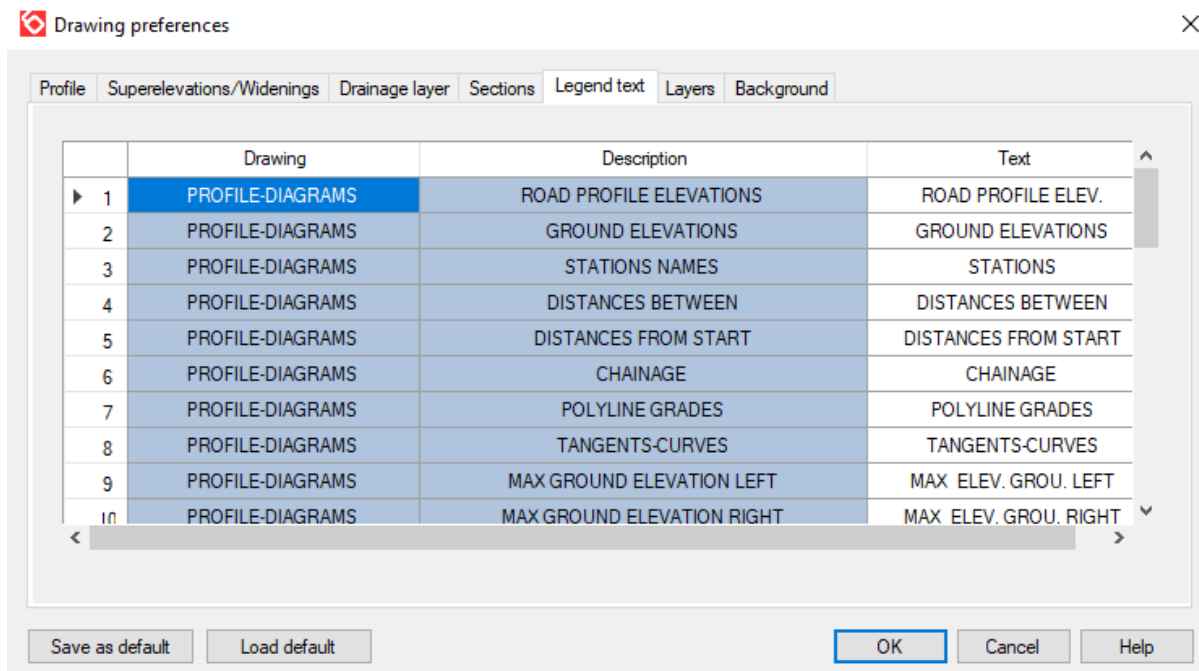 Drawing preferences
Profile Superelevations/Widenings Drainage layer Sections Legend text Layers Background
Drawing Description Text
1 PROFILE-DIAGRAMS ROAD PROFILE ELEVATIONS ROAD PROFILE ELEV.
2 PROFILE-DIAGRAMS GROUND ELEVATIONS GROUND ELEVATIONS
3 PROFILE-DIAGRAMS STATIONS NAMES STATIONS
4 PROFILE-DIAGRAMS DISTANCES BETWEEN DISTANCES BETWEEN
5 PROFILE-DIAGRAMS DISTANCES FROM START DISTANCES FROM START
6 PROFILE-DIAGRAMS CHAINAGE CHAINAGE
7 PROFILE-DIAGRAMS POLYLINE GRADES POLYLINE GRADES
8 PROFILE-DIAGRAMS TANGENTS-CURVES TANGENTS-CURVES
9 PROFILE-DIAGRAMS MAX GROUND ELEVATION LEFT MAX ELEV. GROU. LEFT
10 PROFILE-DIAGRAMS MAX GROUND ELEVATION RIGHT MAX ELEV. GROU. RIGHT
Save as default Load default OK Cancel Help